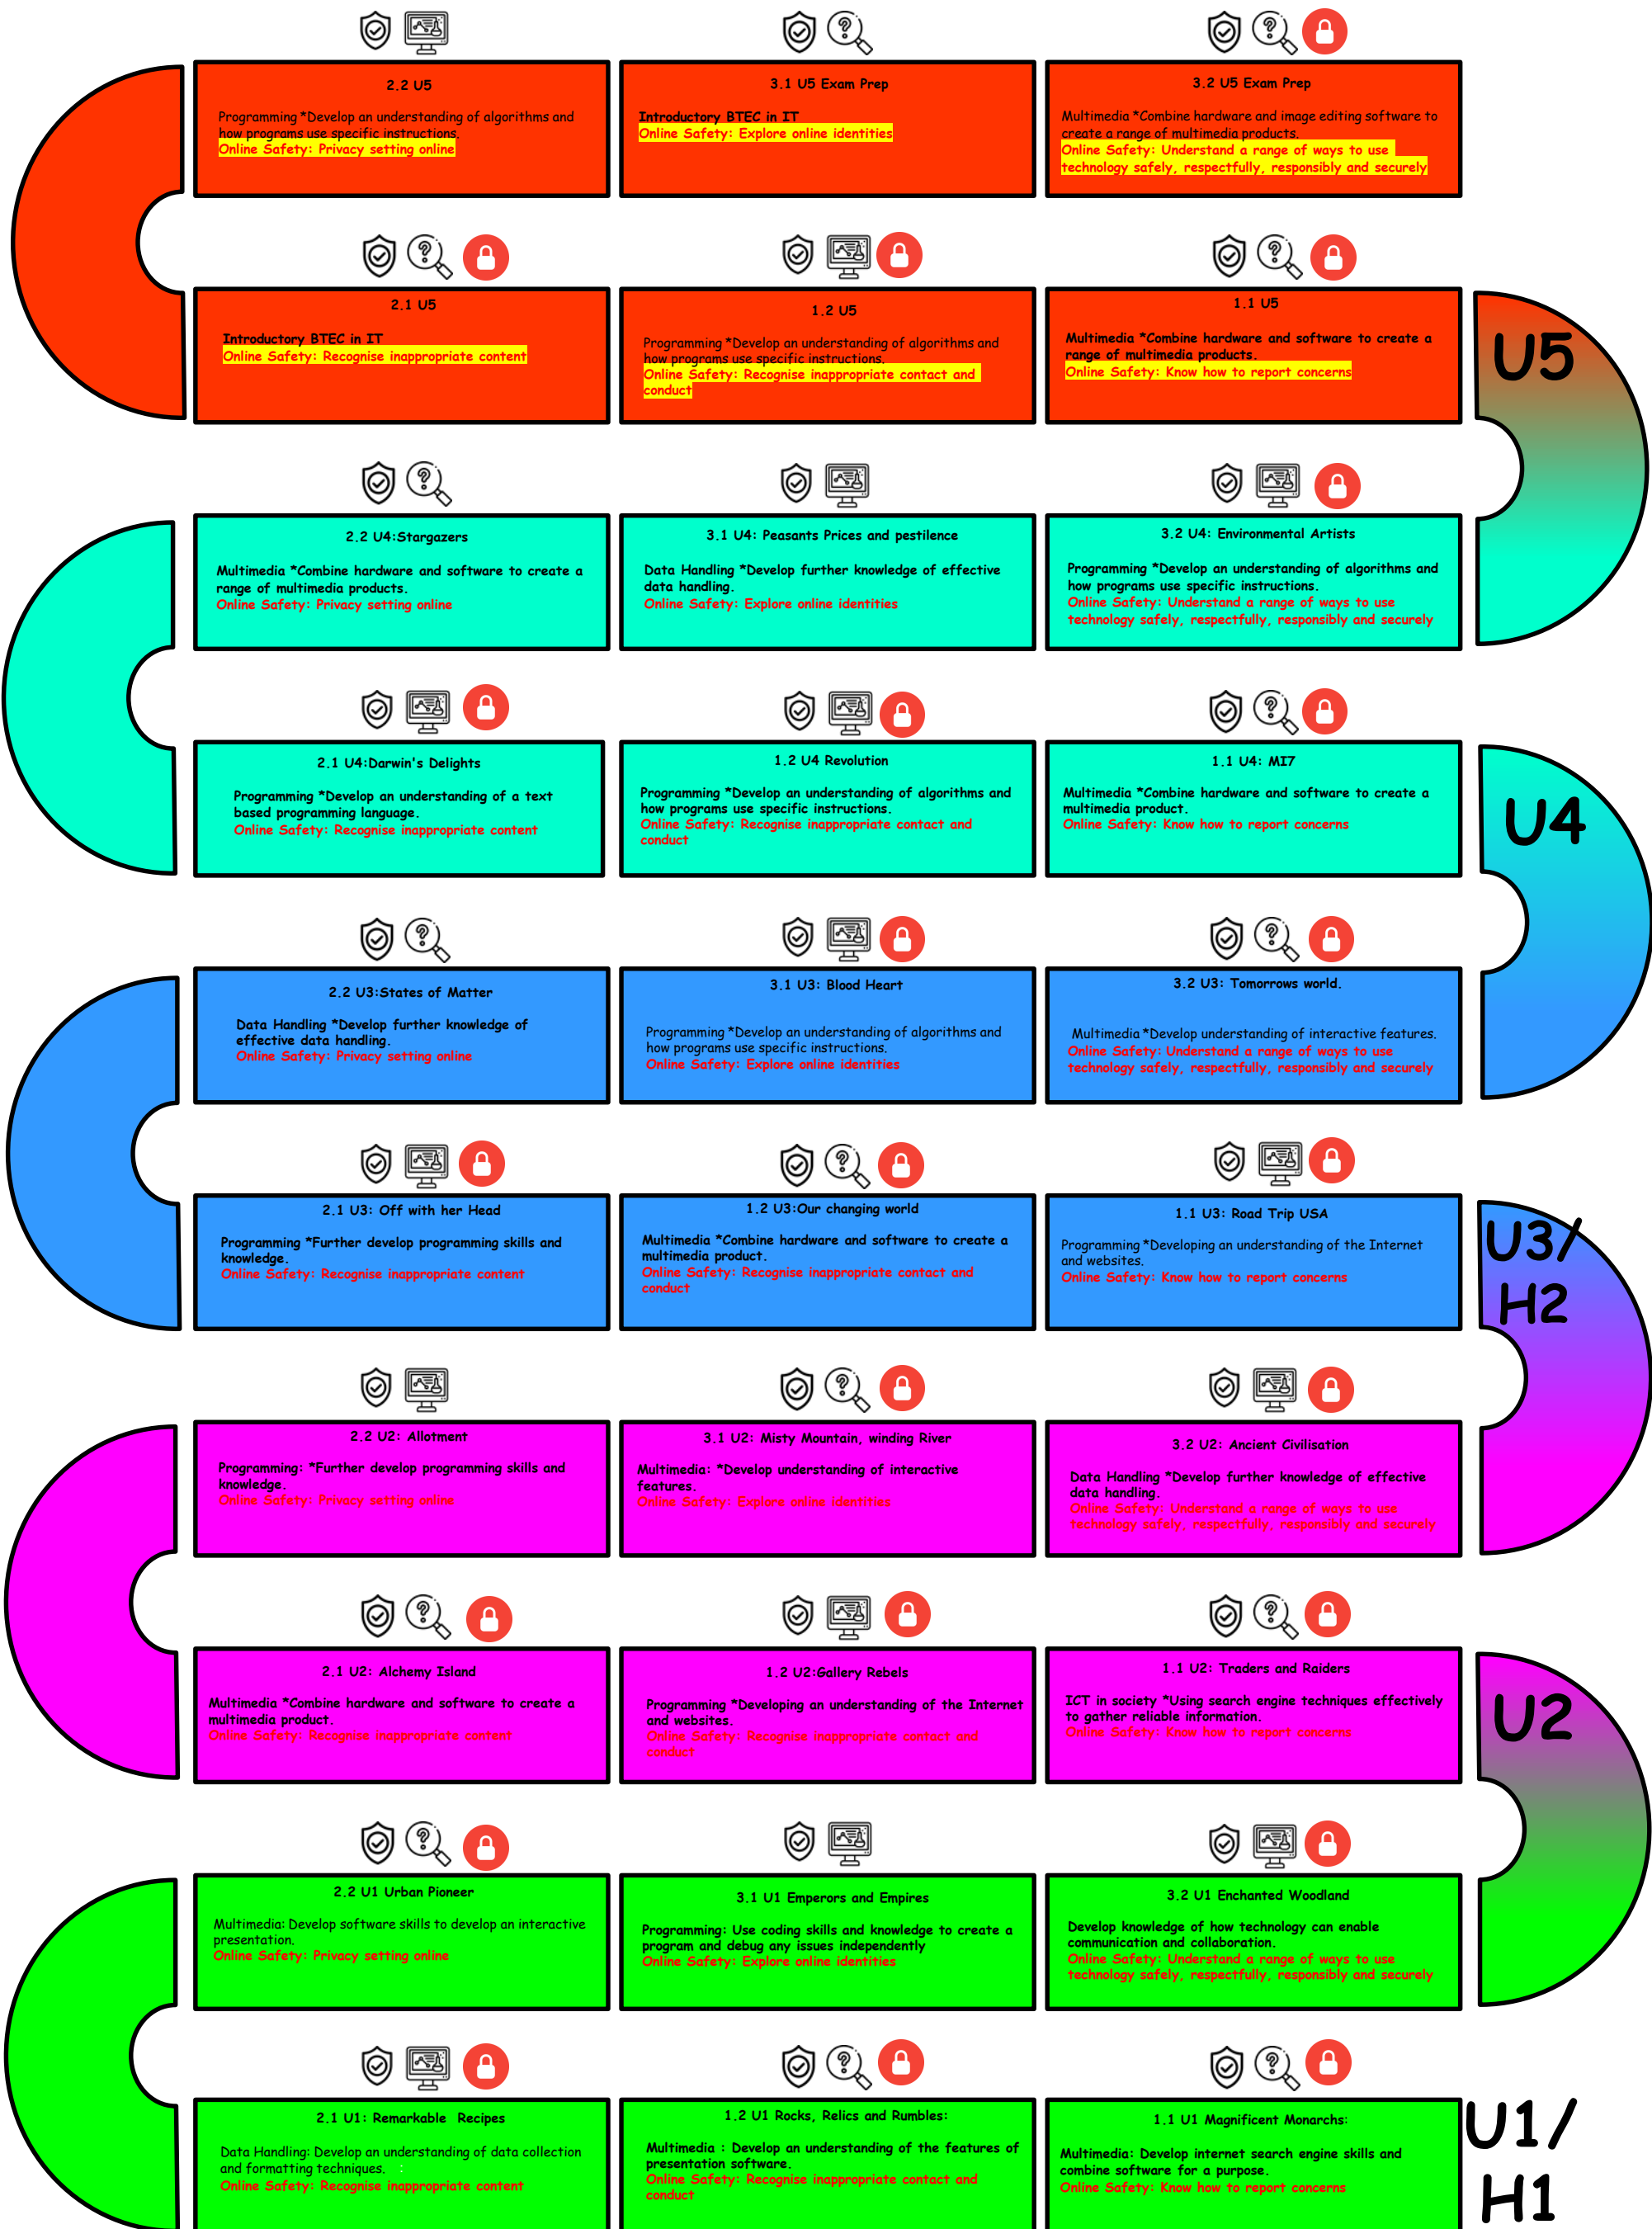 2.2 U5
Programming *Develop an understanding of algorithms and
how programs use specific instructions.
Online Safety: Privacy setting online
3.1 U5 Exam Prep
Introductory BTEC in IT
Online Safety: Explore online identities
3.2 U5 Exam Prep
Multimedia *Combine hardware and image editing software to
create a range of multimedia products.
Online Safety: Understand a range of ways to use
technology safely, respectfully, responsibly and securely
2.1 U5
Introductory BTEC in IT
Online Safety: Recognise inappropriate content
1.2 U5
Programming *Develop an understanding of algorithms and
how programs use specific instructions.
Online Safety: Recognise inappropriate contact and
conduct
1.1 U5
Multimedia *Combine hardware and software to create a
range of multimedia products.
Online Safety: Know how to report concerns
U5
2.2 U4:Stargazers
Multimedia *Combine hardware and software to create a
range of multimedia products.
Online Safety: Privacy setting online
3.1 U4: Peasants Prices and pestilence
Data Handling *Develop further knowledge of effective
data handling.
Online Safety: Explore online identities
3.2 U4: Environmental Artists
Programming *Develop an understanding of algorithms and
how programs use specific instructions.
Online Safety: Understand a range of ways to use
technology safely, respectfully, responsibly and securely
2.1 U4:Darwin's Delights
Programming *Develop an understanding of a text
based programming language.
Online Safety: Recognise inappropriate content
1.2 U4 Revolution
Programming *Develop an understanding of algorithms and
how programs use specific instructions.
Online Safety: Recognise inappropriate contact and
conduct
1.1 U4: MI7
Multimedia *Combine hardware and software to create a
multimedia product.
Online Safety: Know how to report concerns
U4
2.2 U3:States of Matter
Data Handling *Develop further knowledge of
effective data handling.
Online Safety: Privacy setting online
3.1 U3: Blood Heart
Programming *Develop an understanding of algorithms and
how programs use specific instructions.
Online Safety: Explore online identities
3.2 U3: Tomorrows world.
Multimedia *Develop understanding of interactive features.
Online Safety: Understand a range of ways to use
technology safely, respectfully, responsibly and securely
2.1 U3: Off with her Head
Programming *Further develop programming skills and
knowledge.
Online Safety: Recognise inappropriate content
1.2 U3:Our changing world
Multimedia *Combine hardware and software to create a
multimedia product.
Online Safety: Recognise inappropriate contact and
conduct
1.1 U3: Road Trip USA
Programming *Developing an understanding of the Internet
and websites.
Online Safety: Know how to report concerns
U3/
H2
2.2 U2: Allotment
Programming: *Further develop programming skills and
knowledge.
Online Safety: Privacy setting online
3.1 U2: Misty Mountain, winding River
Multimedia: *Develop understanding of interactive
features.
Online Safety: Explore online identities
3.2 U2: Ancient Civilisation
Data Handling *Develop further knowledge of effective
data handling.
Online Safety: Understand a range of ways to use
technology safely, respectfully, responsibly and securely
2.1 U2: Alchemy Island
Multimedia *Combine hardware and software to create a
multimedia product.
Online Safety: Recognise inappropriate content
1.2 U2:Gallery Rebels
Programming *Developing an understanding of the Internet
and websites.
Online Safety: Recognise inappropriate contact and
conduct
1.1 U2: Traders and Raiders
ICT in society *Using search engine techniques effectively
to gather reliable information.
Online Safety: Know how to report concerns
U2
2.2 U1 Urban Pioneer
Multimedia: Develop software skills to develop an interactive
presentation.
Online Safety: Privacy setting online
3.1 U1 Emperors and Empires
Programming: Use coding skills and knowledge to create a
program and debug any issues independently
Online Safety: Explore online identities
3.2 U1 Enchanted Woodland
Develop knowledge of how technology can enable
communication and collaboration.
Online Safety: Understand a range of ways to use
technology safely, respectfully, responsibly and securely
2.1 U1: Remarkable Recipes
Data Handling: Develop an understanding of data collection
and formatting techniques.
Online Safety: Recognise inappropriate content
1.2 U1 Rocks, Relics and Rumbles:
Multimedia : Develop an understanding of the features of
presentation software.
Online Safety: Recognise inappropriate contact and
conduct
1.1 U1 Magnificent Monarchs:
Multimedia: Develop internet search engine skills and
combine software for a purpose.
Online Safety: Know how to report concerns
U1/
H1